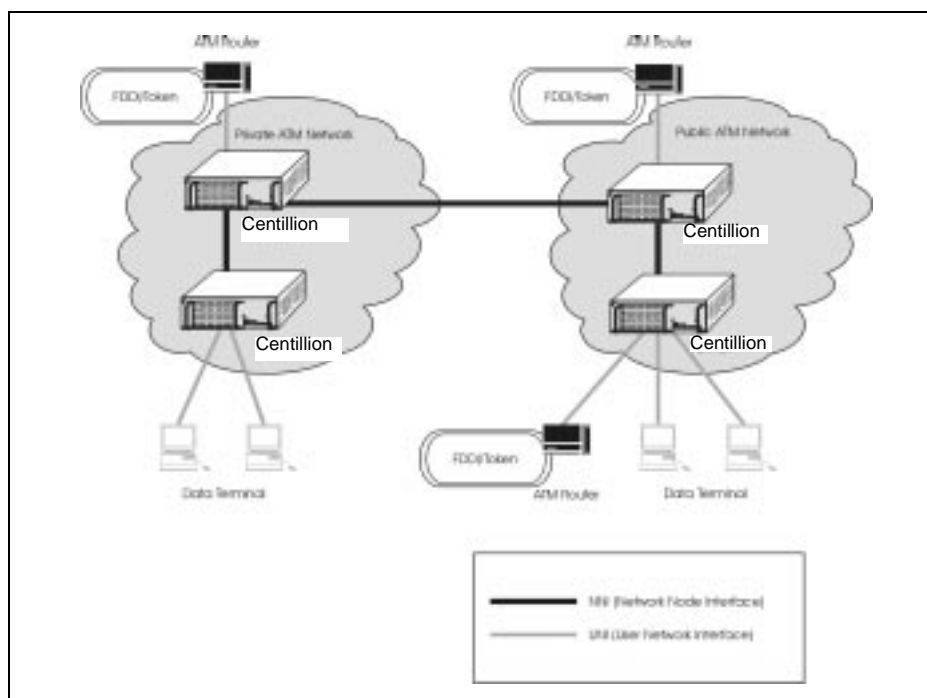 ATM Router
ATM Router
FDDI/Token
FDDI/Token
Private ATM Network
Public ATM Network
Centillion
Centillion
Centillion
Centillion
FDDI/Token
Data Terminal
ATM Router
Data Terminal
NNI (Network Node Interface)
UNI (User Network Interface)